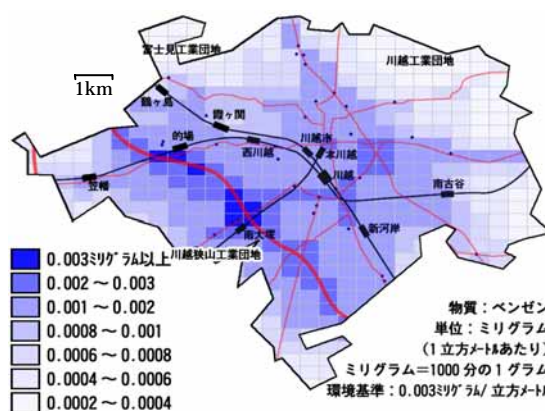 富士見工業団地
川越工業団地
1km
鶴ヶ島
霞ヶ関
的場
川越市
西川越
本川越
川越
笠幡
南古谷
新河岸
南大塚
川越狭山工業団地
0.003ﾐﾘｸﾞﾗﾑ以上
0.002～0.003
0.001～0.002
0.0008～0.001
0.0006～0.0008
0.0004～0.0006
0.0002～0.0004
物質：ベンゼン
単位：ミリグラム
(1立方ﾒｰﾄﾙあたり)
ミリグラム＝1000分の1グラム
環境基準：0.003ﾐﾘｸﾞﾗﾑ/立方ﾒｰﾄﾙ